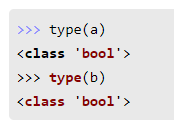 >>> type(a)
<class 'bool'>
>>> type(b)
<class 'bool'>